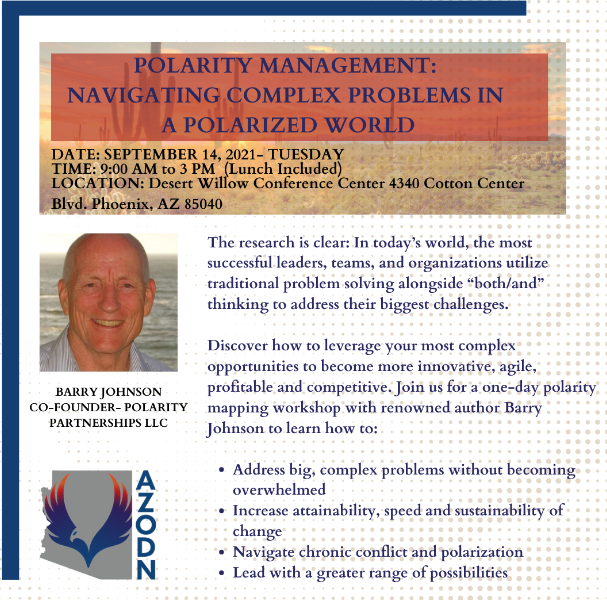 POLARITY MANAGEMENT:
NAVIGATING COMPLEX PROBLEMS IN
A POLARIZED WORLD
DATE: SEPTEMBER 14, 2021- TUESDAY
TIME: 9:00 AM to 3 PM (Lunch Included)
LOCATION: Desert Willow Conference Center 4340 Cotton Center
Blvd. Phoenix, AZ 85040
The research is clear: In today's world, the most
successful leaders, teams, and organizations utilize
traditional problem solving alongside “both/and”
thinking to address their biggest challenges.
Discover how to leverage your most complex
opportunities to become more innovative, agile,
profitable and competitive. Join us for a one-day polarity
mapping workshop with renowned author Barry
Johnson to learn how to:
• Address big, complex problems without becoming
overwhelmed
• Increase attainability, speed and sustainability of
change
• Navigate chronic conflict and polarization
• Lead with a greater range of possibilities
BARRY JOHNSON
CO-FOUNDER- POLARITY
PARTNERSHIPS LLC
AZODN